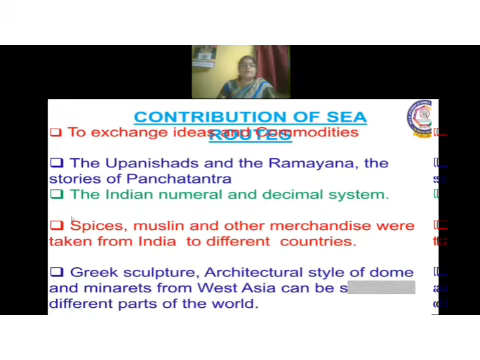 CONTRIBUTION OF SEA
ROUTES
To exchange ideas and Commodities
The Upanishads and the Ramayana, the
stories of Panchatantra
The Indian numeral and decimal system.
Spices, muslin and other merchandise were
taken from India to different countries.
Greek sculpture, Architectural style of dome
and minarets from West Asia can be
different parts of the world.